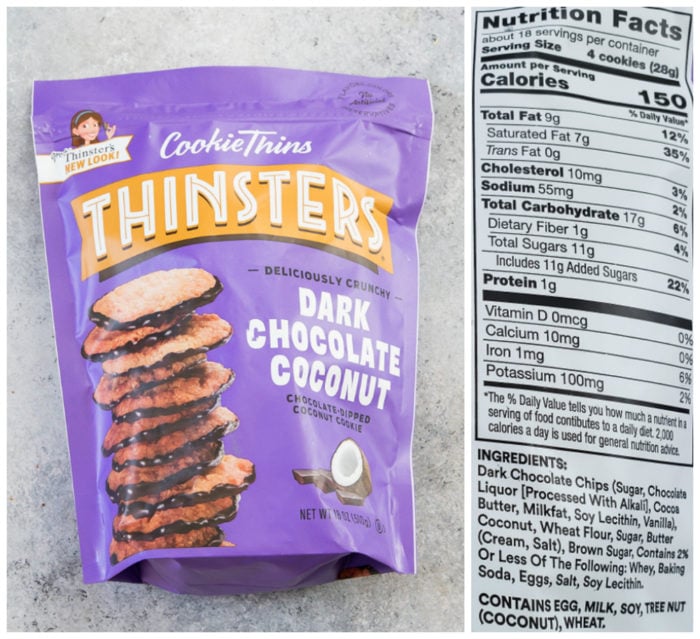 No
Artificial
Thinster's
NEW LOOK!
Cookie Thins
THINSTERS
DELICIOUSLY CRUNCHY
DARK
CHOCOLATE
COCONUT
CHOCOLATE-DIPPED
COCONUT COOKIE
NET WT 18 OZ (510g)
Nutrition Facts
about 18 servings per container
Serving Size 4 cookies (28g)
Amount per Serving
Calories 150
% Daily Value*
Total Fat 9g 12%
Saturated Fat 7g 35%
Trans Fat 0g
Cholesterol 10mg 3%
Sodium 55mg 2%
Total Carbohydrate 17g 6%
Dietary Fiber 1g 4%
Total Sugars 11g
Includes 11g Added Sugars 22%
Protein 1g
Vitamin D 0mcg 0%
Calcium 10mg 0%
Iron 1mg 6%
Potassium 100mg 2%
*The % Daily Value tells you how much a nutrient in a
serving of food contibutes to a daily diet. 2,000
calories a day is used for general nutrition advice.
INGREDIENTS:
Dark Chocolate Chips (Sugar, Chocolate
Liquor [Processed With Alkali], Cocoa
Butter, Milkfat, Soy Lecithin, Vanilla),
Coconut, Wheat Flour, Sugar, Butter
(Cream, Salt), Brown Sugar, Contains 2%
Or Less Of The Following: Whey, Baking
Soda, Eggs, Salt, Soy Lecithin.
CONTAINS EGG, MILK, SOY, TREE NUT
(COCONUT), WHEAT.